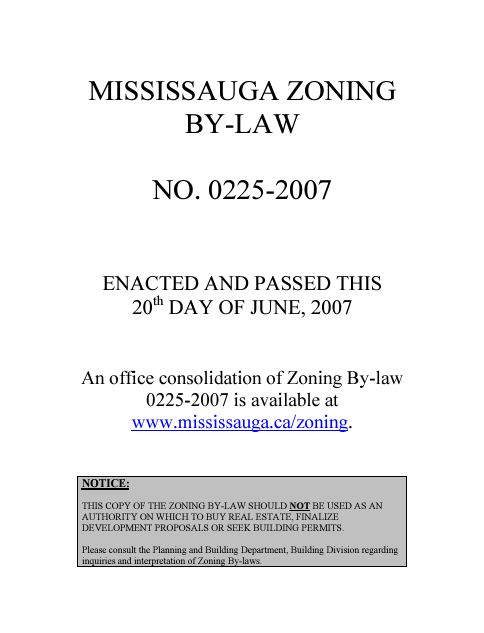 MISSISSAUGA ZONING
BY-LAW
NO. 0225-2007
ENACTED AND PASSED THIS
20th DAY OF JUNE, 2007
An office consolidation of Zoning By-law
0225-2007 is available at
www.mississauga.ca/zoning.
NOTICE:
THIS COPY OF THE ZONING BY-LAW SHOULD NOT BE USED AS AN
AUTHORITY ON WHICH TO BUY REAL ESTATE, FINALIZE
DEVELOPMENT PROPOSALS OR SEEK BUILDING PERMITS.
Please consult the Planning and Building Department, Building Division regarding
inquiries and interpretation of Zoning By-laws.